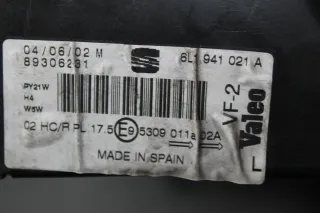 04/06/02 M
6L1 941 021 A
89306231
PY21W
H4
W5W
VF-2
Valeo
L
02 HC/R PL 17.5 E9 5309 011a 02A
MADE IN SPAIN